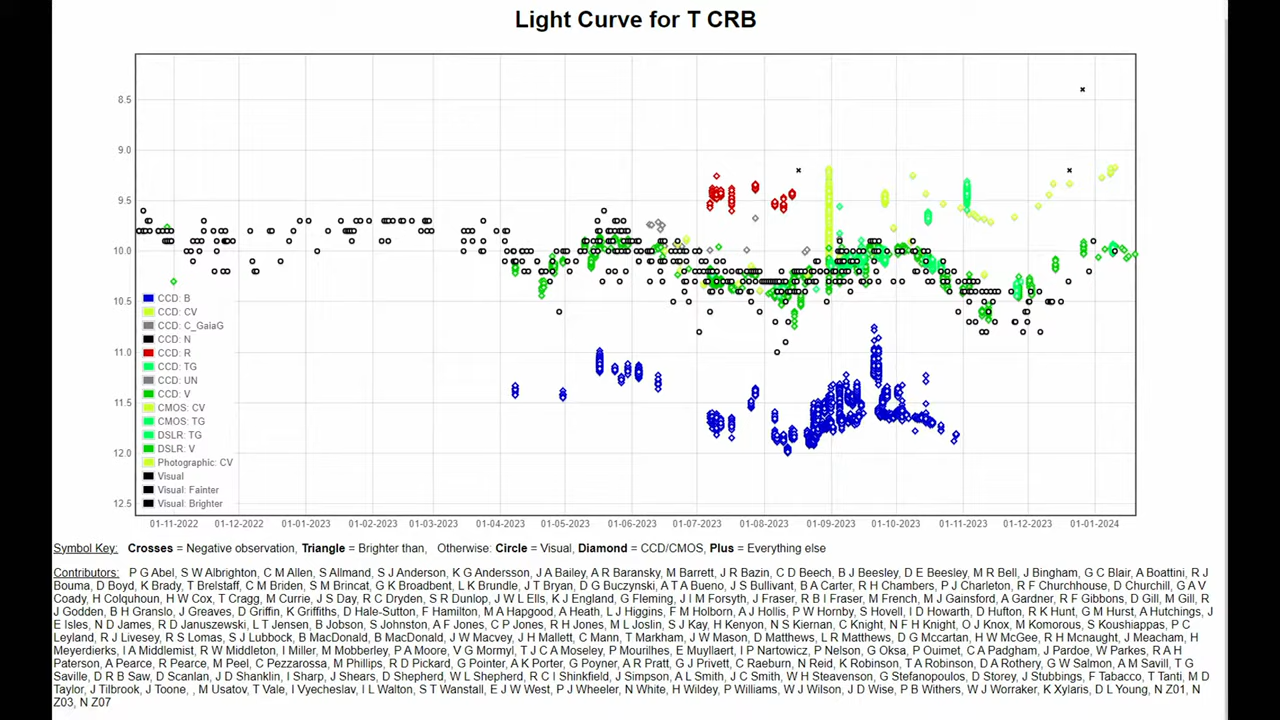 Light Curve for T CRB
8.5
9.0
9.5
10.0
10.5
11.0
11.5
12.0
12.5
CCD: B
CCD: CV
CCD: C_GaiaG
CCD: N
CCD: R
CCD: TG
CCD: UN
CCD: V
CMOS: CV
CMOS: TG
DSLR: TG
DSLR: V
Photographic: CV
Visual
Visual: Fainter
Visual: Brighter
01-11-2022 01-12-2022 01-01-2023 01-02-2023 01-03-2023 01-04-2023 01-05-2023 01-06-2023 01-07-2023 01-08-2023 01-09-2023 01-10-2023 01-11-2023 01-12-2023 01-01-2024
Symbol Key: Crosses = Negative observation, Triangle = Brighter than, Otherwise: Circle = Visual, Diamond = CCD/CMOS, Plus = Everything else
Contributors: P G Abel, S W Albrighton, C M Allen, S Allmand, S J Anderson, K G Andersson, J A Bailey, A R Baransky, M Barrett, J R Bazin, C D Beech, B J Beesley, D E Beesley, M R Bell, J Bingham, G C Blair, A Boattini, R J
Bouma, D Boyd, K Brady, T Brelstaff, C M Briden, S M Brincat, G K Broadbent, L K Brundle, J T Bryan, D G Buczynski, A T A Bueno, J S Bullivant, B A Carter, R H Chambers, P J Charleton, R F Churchhouse, D Churchill, G A V
Coady, H Colquhoun, H W Cox, T Cragg, M Currie, J S Day, R C Dryden, S R Dunlop, J W L Ells, K J England, G Fleming, J I M Forsyth, J Fraser, R B I Fraser, M French, M J Gainsford, A Gardner, R F Gibbons, D Gill, M Gill, R
J Godden, B H Granslo, J Greaves, D Griffin, K Griffiths, D Hale-Sutton, F Hamilton, M A Hapgood, A Heath, L J Higgins, F M Holborn, A J Hollis, P W Hornby, S Hovell, I D Howarth, D Hufton, R K Hunt, G M Hurst, A Hutchings, J
E Isles, N D James, R D Januszewski, L T Jensen, B Jobson, S Johnston, A F Jones, C P Jones, R H Jones, M L Joslin, S J Kay, H Kenyon, N S Kiernan, C Knight, N F H Knight, O J Knox, M Komorous, S Koushiappas, P C
Leyland, R J Livesey, R S Lomas, S J Lubbock, B MacDonald, B MacDonald, J W Macvey, J H Mallett, C Mann, T Markham, J W Mason, D Matthews, L R Matthews, D G Mccartan, H W McGee, R H Mcnaught, J Meacham, H
Meyerdierks, I A Middlemist, R W Middleton, I Miller, M Mobberley, P A Moore, V G Mormyl, T J C A Moseley, P Mourilhes, E Muyllaert, I P Nartowicz, P Nelson, G Oksa, P Ouimet, C A Padgham, J Pardoe, W Parkes, R A H
Paterson, A Pearce, R Pearce, M Peel, C Pezzarossa, M Phillips, R D Pickard, G Pointer, A K Porter, G Poyner, A R Pratt, G J Privett, C Raeburn, N Reid, K Robinson, T A Robinson, D A Rothery, G W Salmon, A M Savill, T G
Saville, D R B Saw, D Scanlan, J D Shanklin, I Sharp, J Shears, D Shepherd, W L Shepherd, R C I Shinkfield, J Simpson, A L Smith, J C Smith, W H Steavenson, G Stefanopoulos, D Storey, J Stubbings, F Tabacco, T Tanti, M D
Taylor, J Tilbrook, J Toone, , M Usatov, T Vale, I Vyecheslav, I L Walton, S T Wanstall, E J W West, P J Wheeler, N White, H Wildey, P Williams, W J Wilson, J D Wise, P B Withers, W J Worraker, K Xylaris, D L Young, N Z01, N
Z03, N Z07